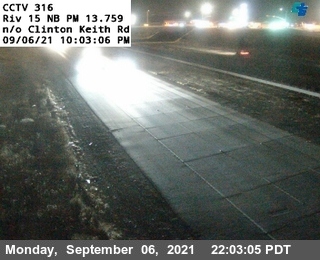 CCTV 316
Riv 15 NB PM 13.759
n/o Clinton Keith Rd
09/06/21 10:03:06 PM
Monday, September 06, 2021 22:03:05 PDT